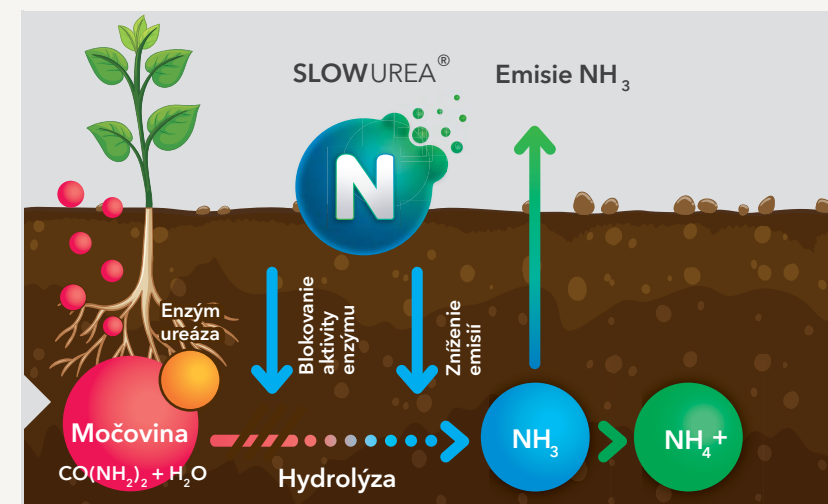 SLOWUREA®
Emisie NH₃
N
Enzým
ureáza
Blokovanie
aktivity
enzýmu
Zníženie
emisií
Močovina
CO(NH₂)₂ + H₂O
Hydrolýza
NH₃
NH₄+